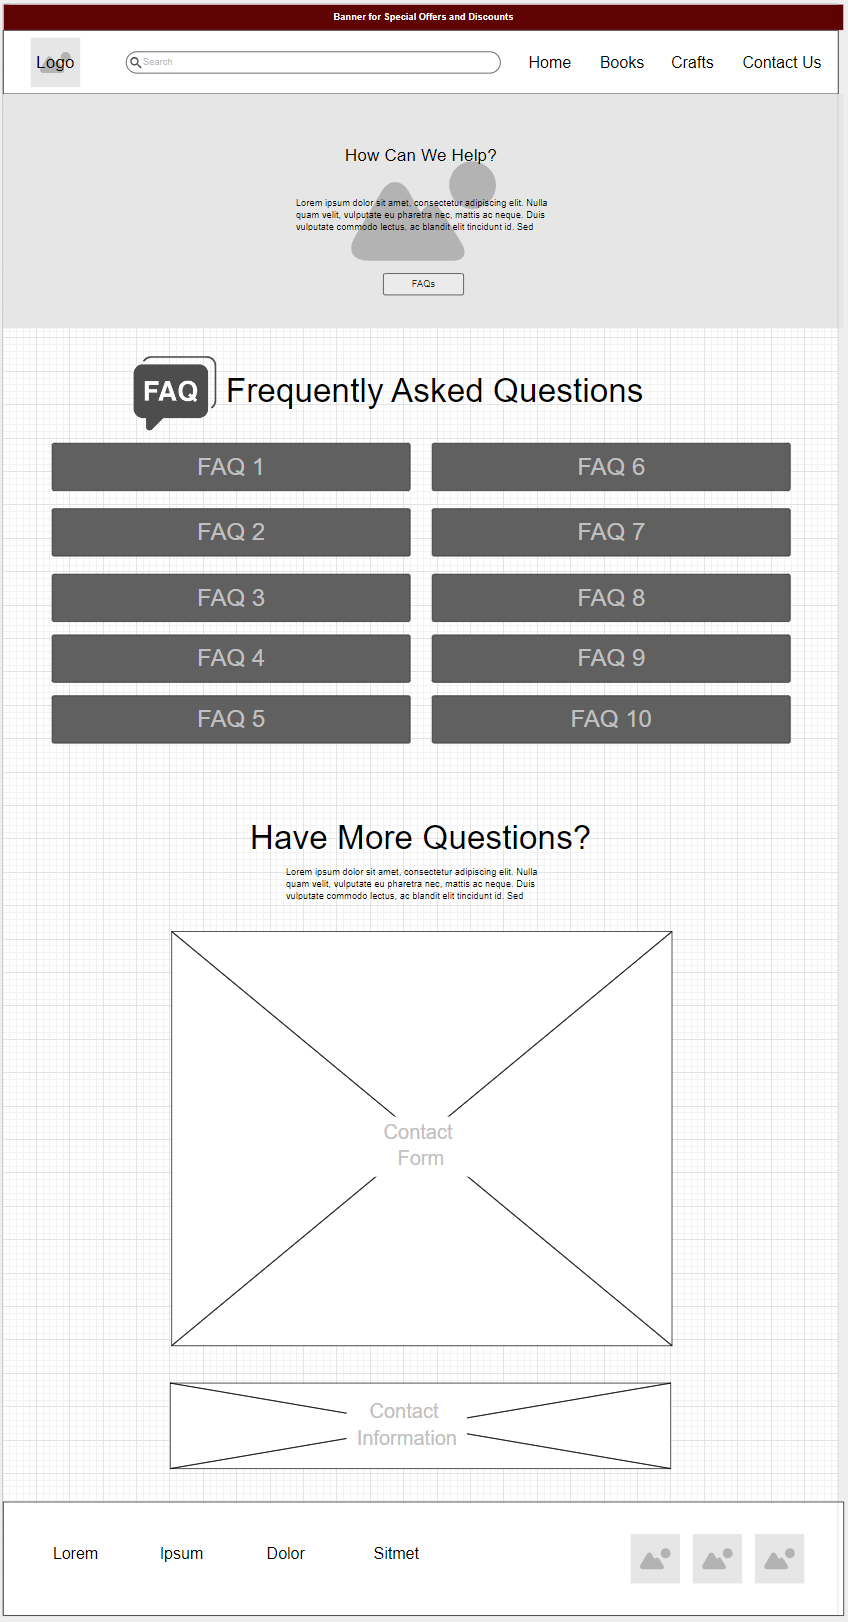 Banner for Special Offers and Discounts
Logo
Search
Home
Books
Crafts
Contact Us
How Can We Help?
Lorem ipsum dolor sit amet, consectetur adipiscing elit. Nulla
quam velit, vulputate eu pharetra nec, mattis ac neque. Duis
vulputate commodo lectus, ac blandit elit tincidunt id. Sed
FAQs
FAQ
Frequently Asked Questions
FAQ 1
FAQ 6
FAQ 2
FAQ 7
FAQ 3
FAQ 8
FAQ 4
FAQ 9
FAQ 5
FAQ 10
Have More Questions?
Lorem ipsum dolor sit amet, consectetur adipiscing elit. Nulla
quam velit, vulputate eu pharetra nec, mattis ac neque. Duis
vulputate commodo lectus, ac blandit elit tincidunt id. Sed
Contact
Form
Contact
Information
Lorem
Ipsum
Dolor
Sitmet